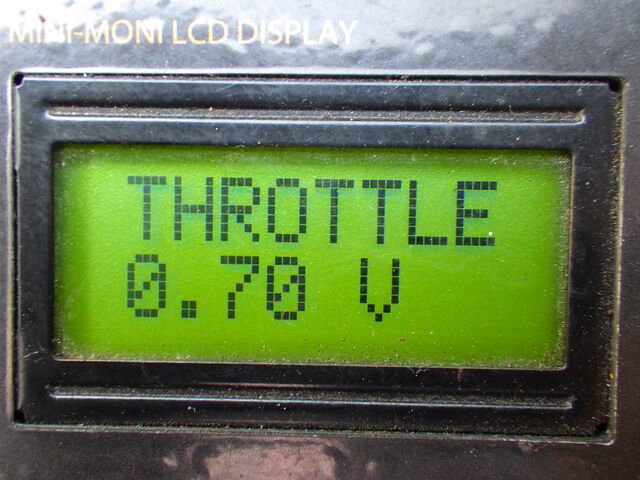 MINI-MONI LCD DISPLAY
THROTTLE
0.70 V